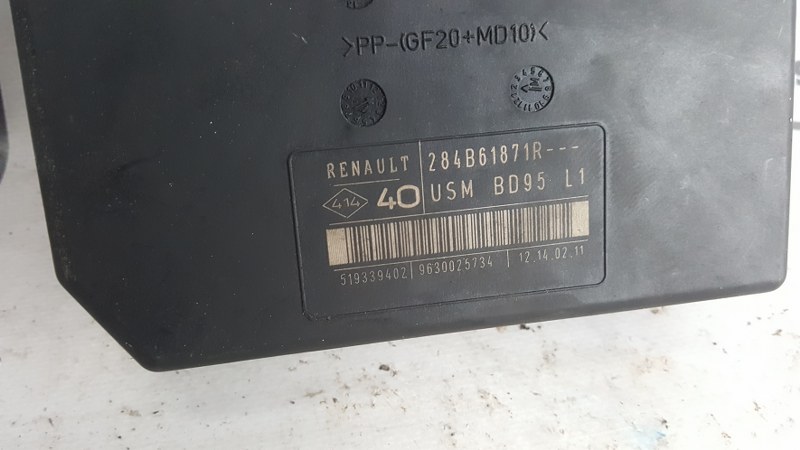 >PP-(GF20+MD10)<
RENAULT 284B61871R---
414 40 USM BD95 L1
519339402 9630025734 12.14.02.11